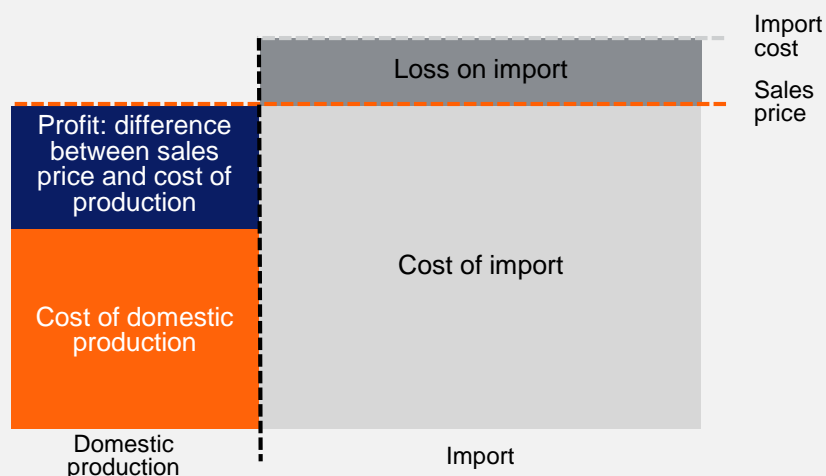 Import
cost
Loss on import
Sales
price
Profit: difference
between sales
price and cost of
production
Cost of import
Cost of domestic
production
Domestic
production
Import